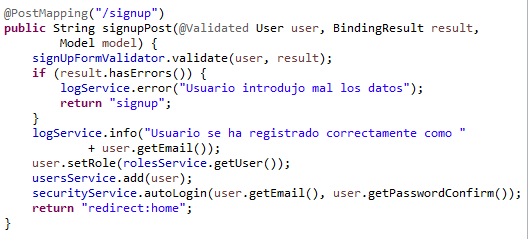 @PostMapping("/signup")
public String signupPost(@Validated User user, BindingResult result,
        Model model) {
    signUpFormValidator.validate(user, result);
    if (result.hasErrors()) {
        logService.error("Usuario introdujo mal los datos");
        return "signup";
    }
    logService.info("Usuario se ha registrado correctamente como "
            + user.getEmail());
    user.setRole(rolesService.getUser());
    usersService.add(user);
    securityService.autoLogin(user.getEmail(), user.getPasswordConfirm());
    return "redirect:home";
}